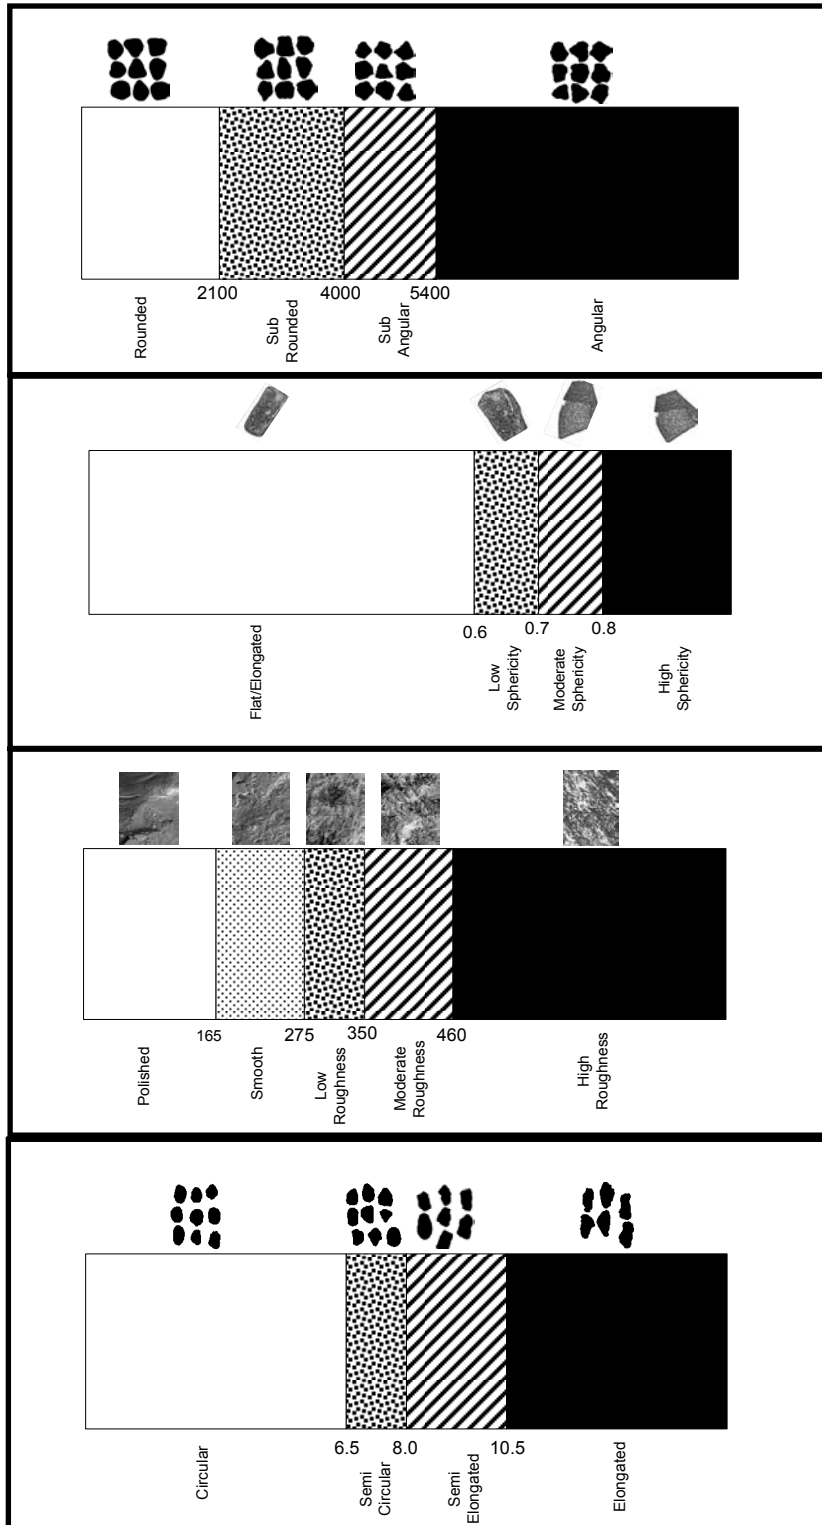 2100 4000 5400
Rounded
Sub
Rounded
Sub
Angular
Angular
0.6 0.7 0.8
Flat/Elongated
Low
Sphericity
Moderate
Sphericity
High
Sphericity
165 275 350 460
Polished
Smooth
Low
Roughness
Moderate
Roughness
High
Roughness
6.5 8.0 10.5
Circular
Semi
Circular
Semi
Elongated
Elongated